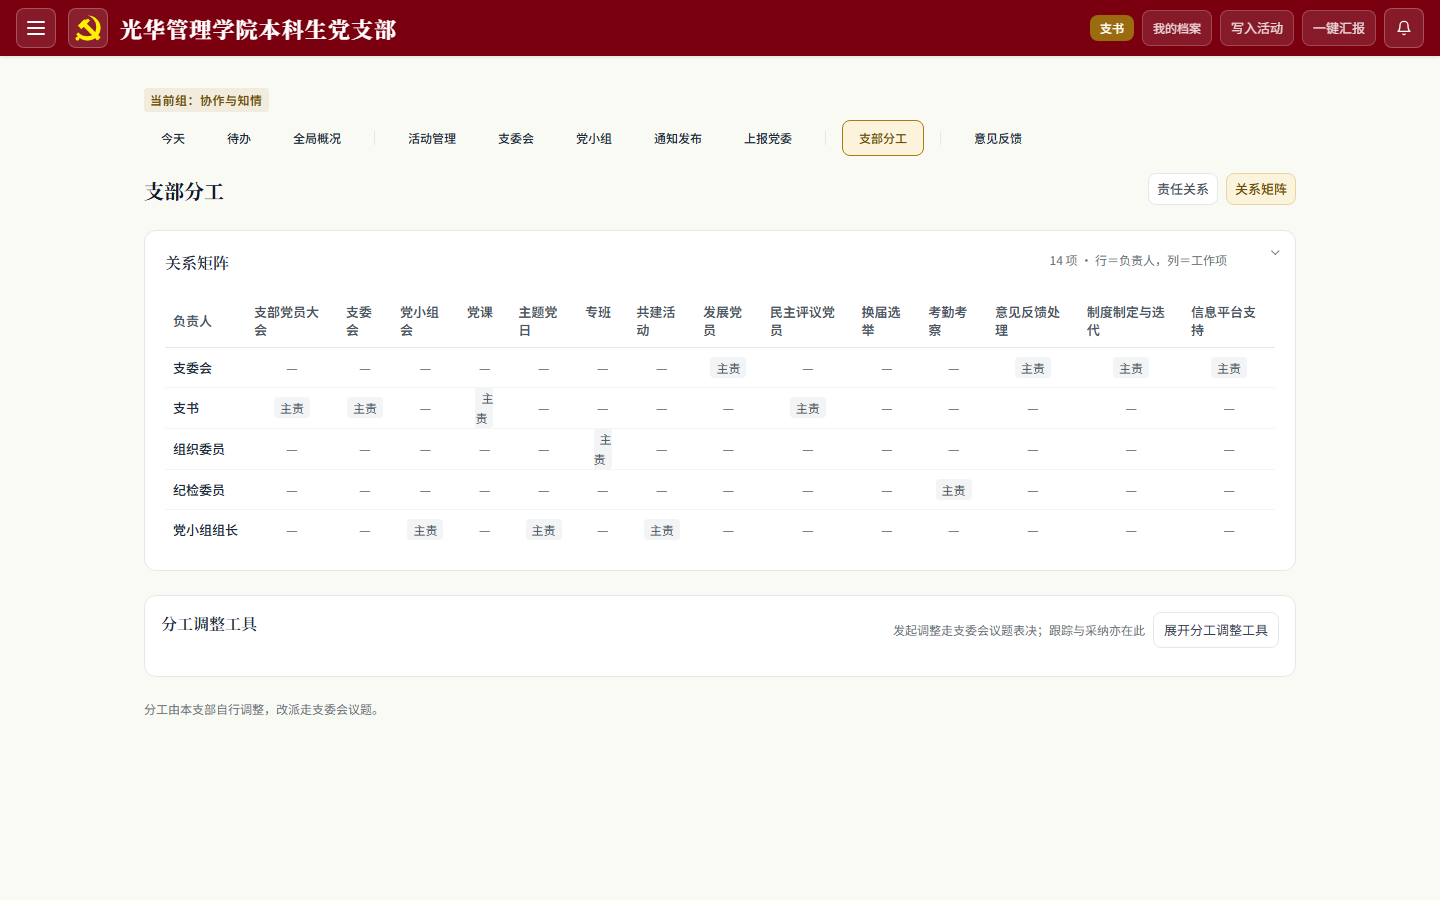 光华管理学院本科生党支部
支书 我的档案 写入活动 一键汇报
当前组：协作与知情
今天 待办 全局概况 活动管理 支委会 党小组 通知发布 上报党委 支部分工 意见反馈
支部分工
责任关系 关系矩阵
关系矩阵
14 项 · 行＝负责人，列＝工作项
负责人 支部党员大会 支委会 党小组会 党课 主题党日 专班 共建活动 发展党员 民主评议党员 换届选举 考勤考察 意见反馈处理 制度制定与迭代 信息平台支持
支委会 — — — — — — — 主责 — — — 主责 主责 主责
支书 主责 主责 — 主责 — — — — 主责 — — — — —
组织委员 — — — — — 主责 — — — — — — — —
纪检委员 — — — — — — — — — — 主责 — — —
党小组组长 — — 主责 — 主责 — 主责 — — — — — — —
分工调整工具
发起调整走支委会议题表决；跟踪与采纳亦在此 展开分工调整工具
分工由本支部自行调整，改派走支委会议题。